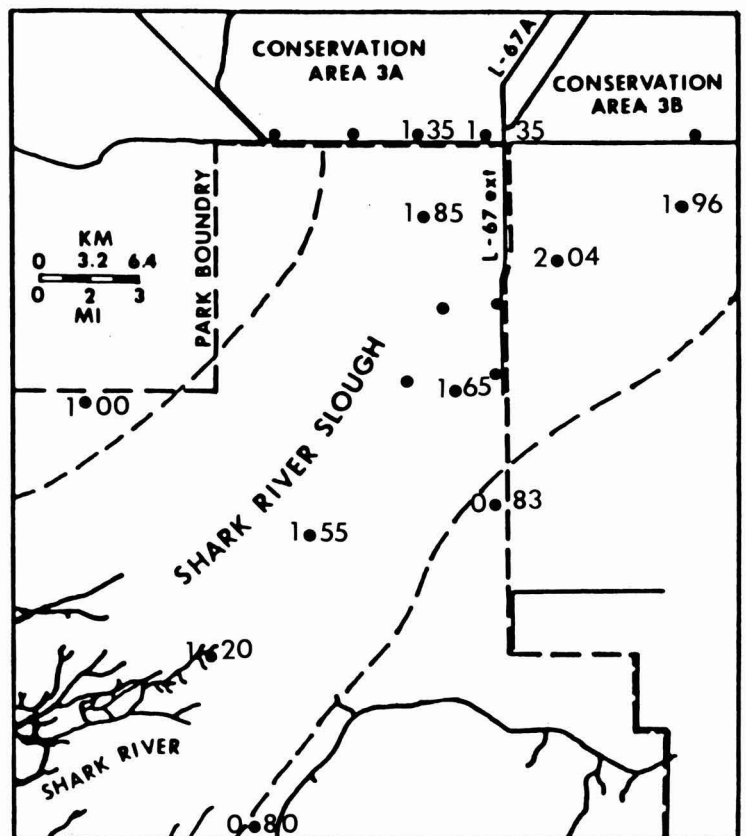 CONSERVATION
AREA 3A
L-67A
CONSERVATION
AREA 3B
1.35
1.35
1.85
1.96
L-67 ext
2.04
PARK BOUNDRY
KM
0 3.2 6.4
0 2 3
MI
1.65
1.00
SHARK RIVER SLOUGH
0.83
1.55
1.20
SHARK RIVER
0.80